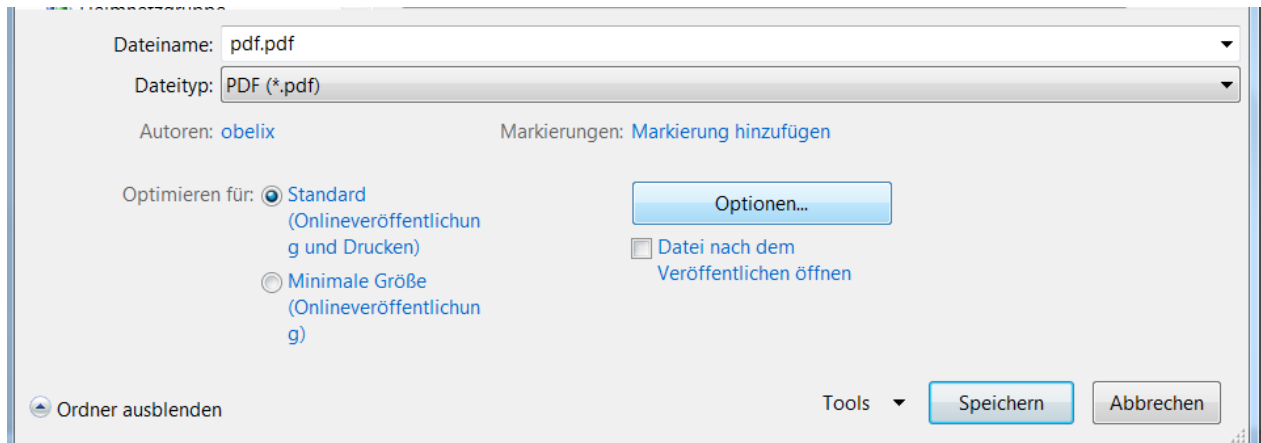 Dateiname: pdf.pdf
Dateityp: PDF (*.pdf)
Autoren: obelix Markierungen: Markierung hinzufügen
Optimieren für: Standard
(Onlineveröffentlichun
g und Drucken)
Minimale Größe
(Onlineveröffentlichun
g)
Optionen...
Datei nach dem
Veröffentlichen öffnen
Ordner ausblenden Tools Speichern Abbrechen